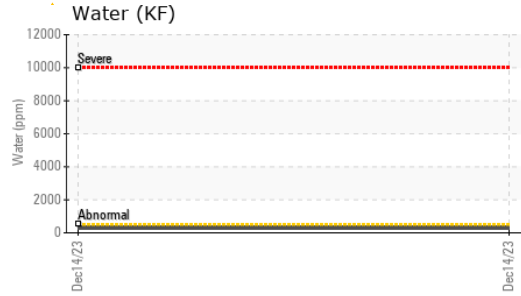 Water (KF)
12000
Severe
10000
8000
6000
4000
2000
Abnormal
0
Water (ppm)
Dec14/23
Dec14/23